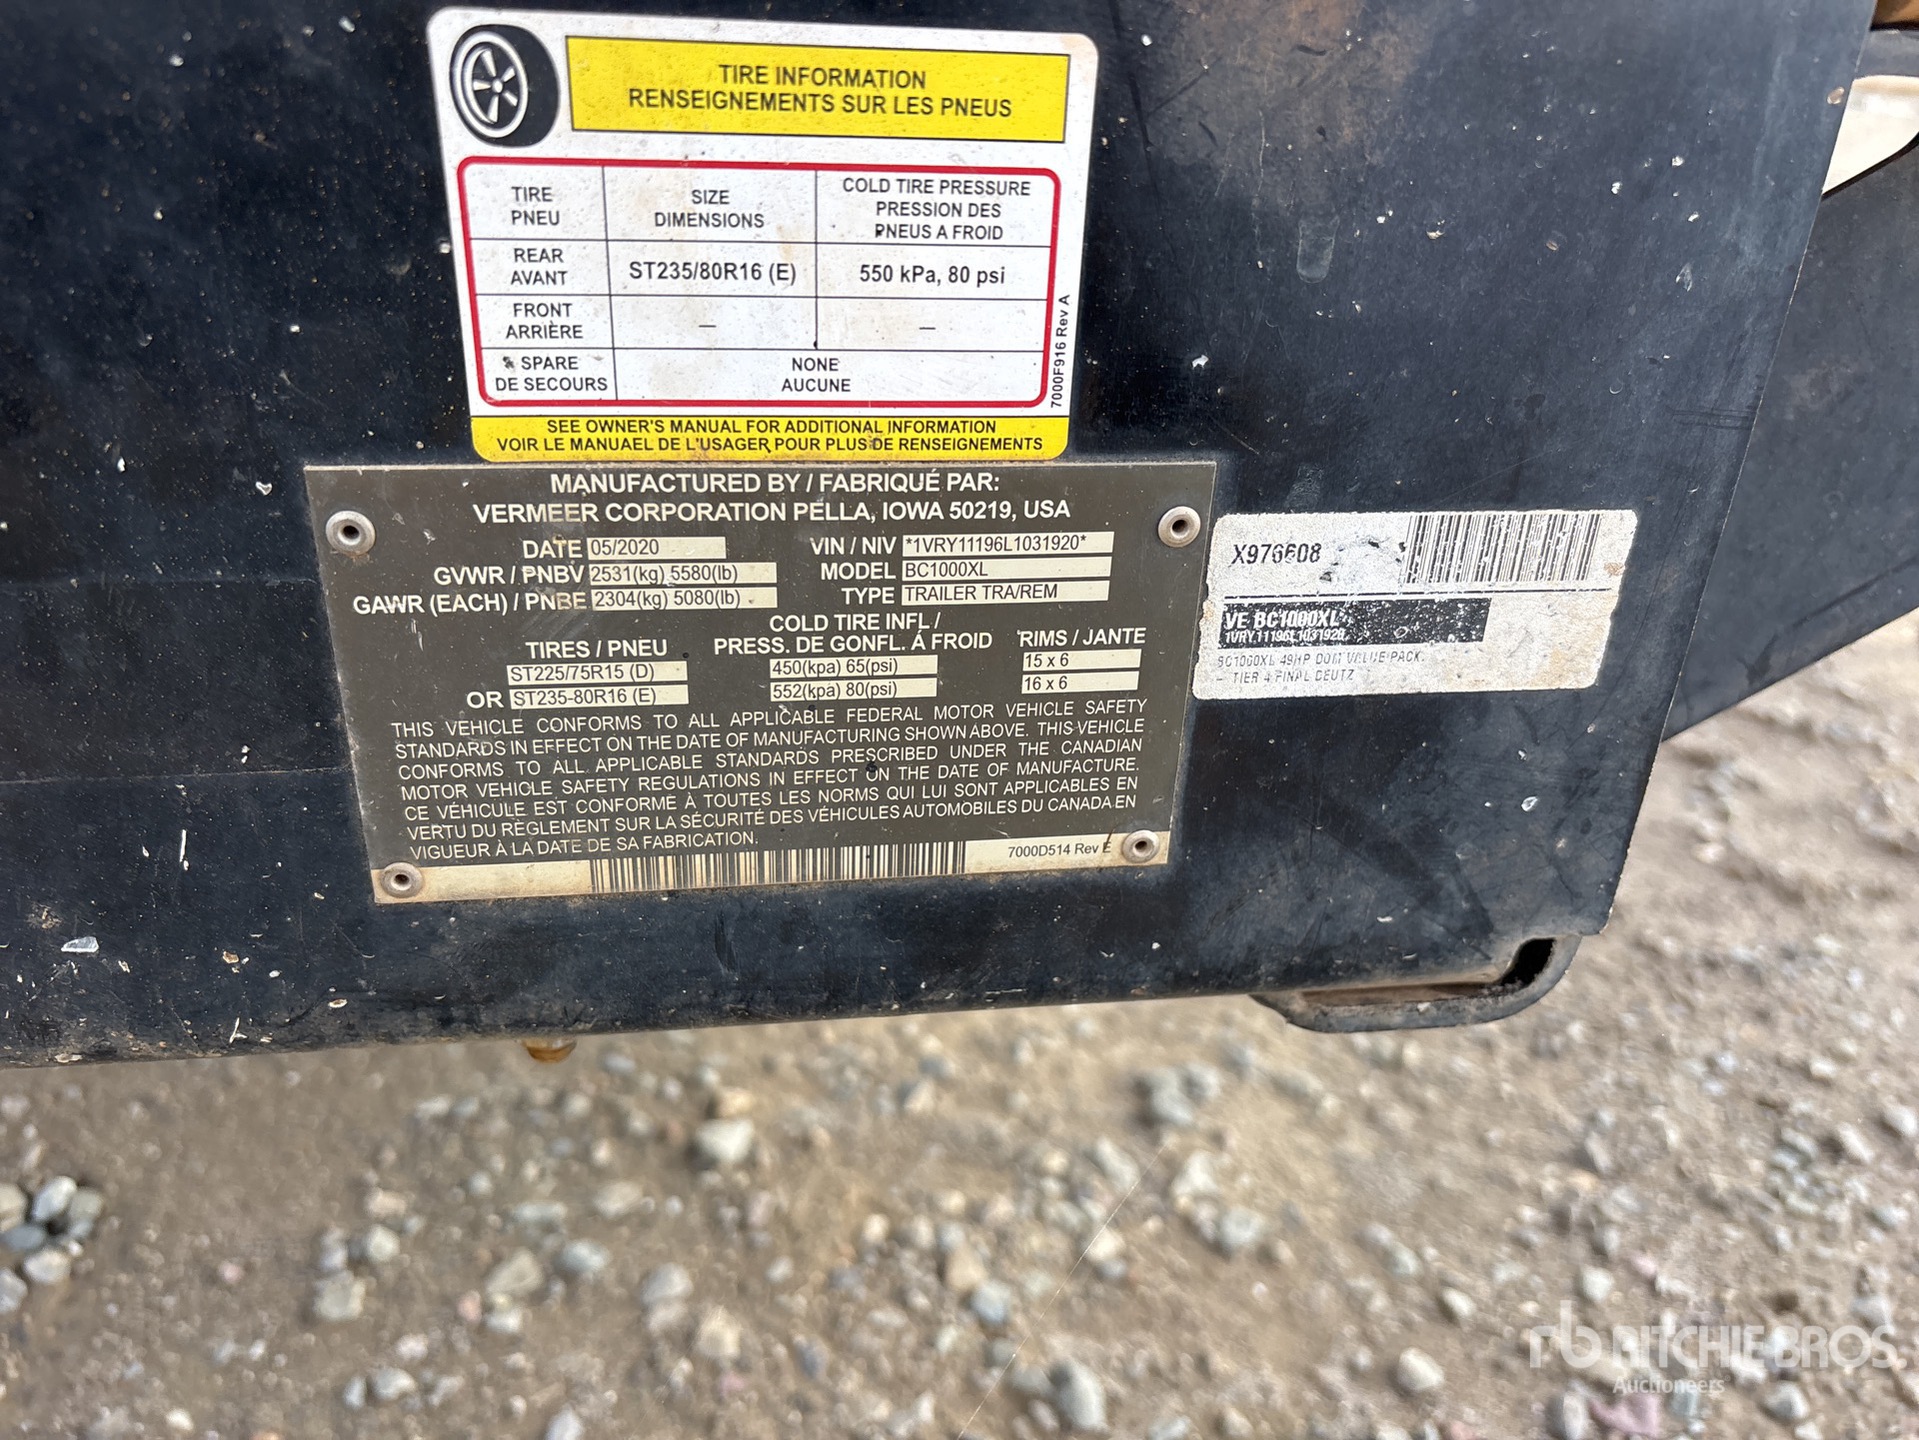 TIRE INFORMATION
RENSEIGNEMENTS SUR LES PNEUS
TIRE PNEU SIZE DIMENSIONS COLD TIRE PRESSURE PRESSION DES PNEUS A FROID
REAR AVANT ST235/80R16 (E) 550 kPa, 80 psi
FRONT ARRIÈRE – –
SPARE DE SECOURS NONE AUCUNE
7000F916 Rev A
SEE OWNER'S MANUAL FOR ADDITIONAL INFORMATION
VOIR LE MANUAEL DE L'USAGER POUR PLUS DE RENSEIGNEMENTS
MANUFACTURED BY / FABRIQUÉ PAR:
VERMEER CORPORATION PELLA, IOWA 50219, USA
DATE 05/2020 VIN / NIV *1VRY11196L1031920*
GVWR / PNBV 2531(kg) 5580(lb) MODEL BC1000XL
GAWR (EACH) / PNBE 2304(kg) 5080(lb) TYPE TRAILER TRA/REM
TIRES / PNEU COLD TIRE INFL / PRESS. DE GONFL. Á FROID RIMS / JANTE
ST225/75R15 (D) 450(kpa) 65(psi) 15 x 6
OR ST235-80R16 (E) 552(kpa) 80(psi) 16 x 6
THIS VEHICLE CONFORMS TO ALL APPLICABLE FEDERAL MOTOR VEHICLE SAFETY
STANDARDS IN EFFECT ON THE DATE OF MANUFACTURING SHOWN ABOVE. THIS VEHICLE
CONFORMS TO ALL APPLICABLE STANDARDS PRESCRIBED UNDER THE CANADIAN
MOTOR VEHICLE SAFETY REGULATIONS IN EFFECT ON THE DATE OF MANUFACTURE.
CE VÉHICULE EST CONFORME À TOUTES LES NORMS QUI LUI SONT APPLICABLES EN
VERTU DU RÈGLEMENT SUR LA SÉCURITÉ DES VÉHICULES AUTOMOBILES DU CANADA EN
VIGUEUR À LA DATE DE SA FABRICATION.
7000D514 Rev E
X976608
VE BC1000XL
1VRY11196L1031920
BC1000XL 49HP DOM VALUE PACK
- TIER 4 FINAL DEUTZ
rb RITCHIE BROS.
Auctioneers